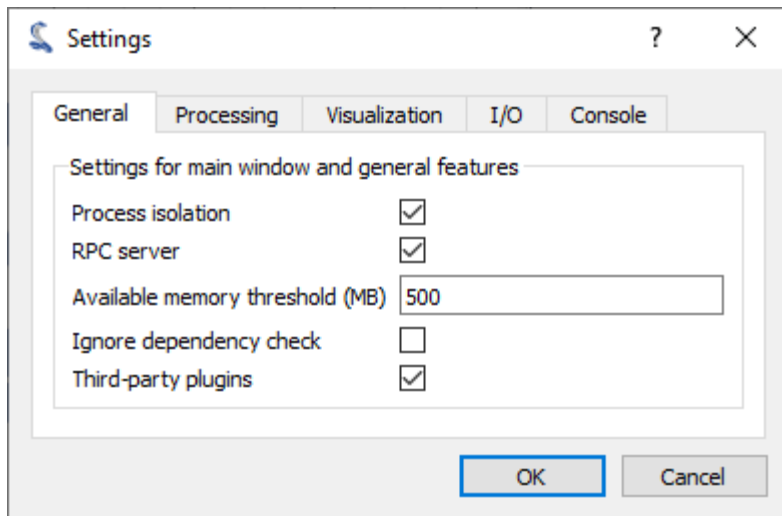 Settings
?
General Processing Visualization I/O Console
Settings for main window and general features
Process isolation
RPC server
Available memory threshold (MB) 500
Ignore dependency check
Third-party plugins
OK Cancel